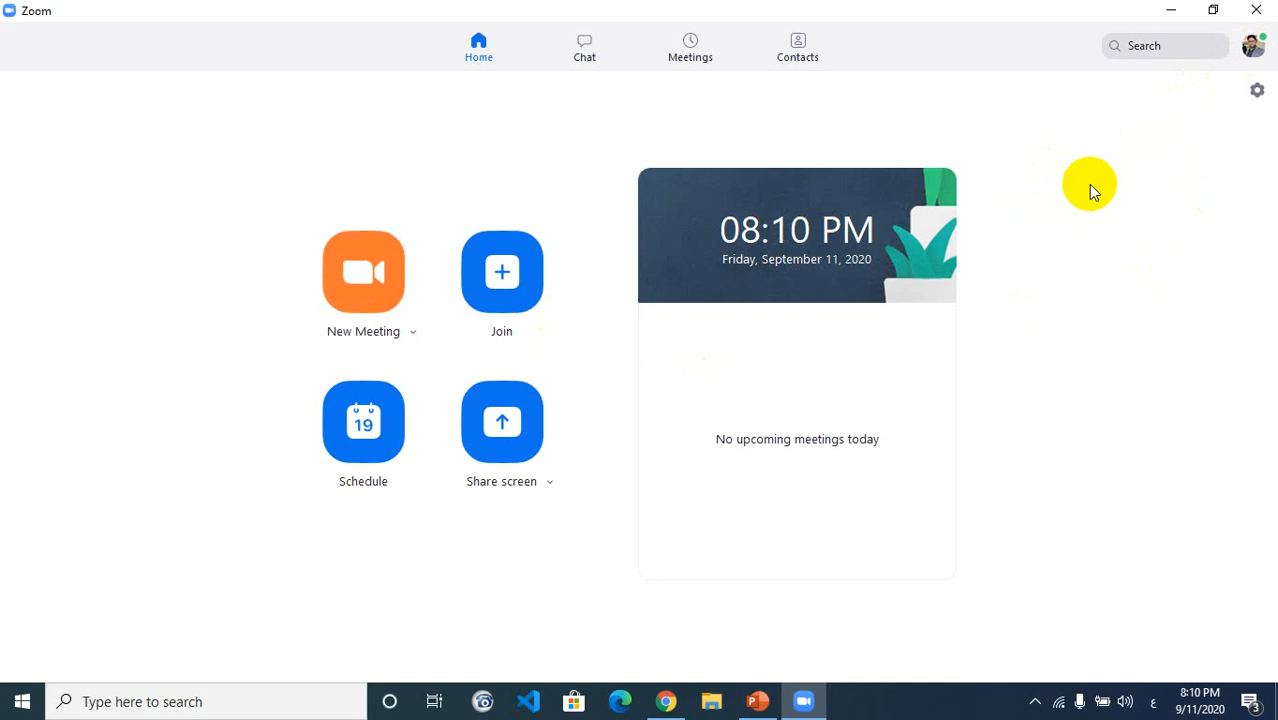 Zoom
Home
Chat
Meetings
Contacts
Search
08:10 PM
Friday, September 11, 2020
New Meeting
Join
19
Schedule
Share screen
No upcoming meetings today
Type here to search
ع
8:10 PM
9/11/2020
3